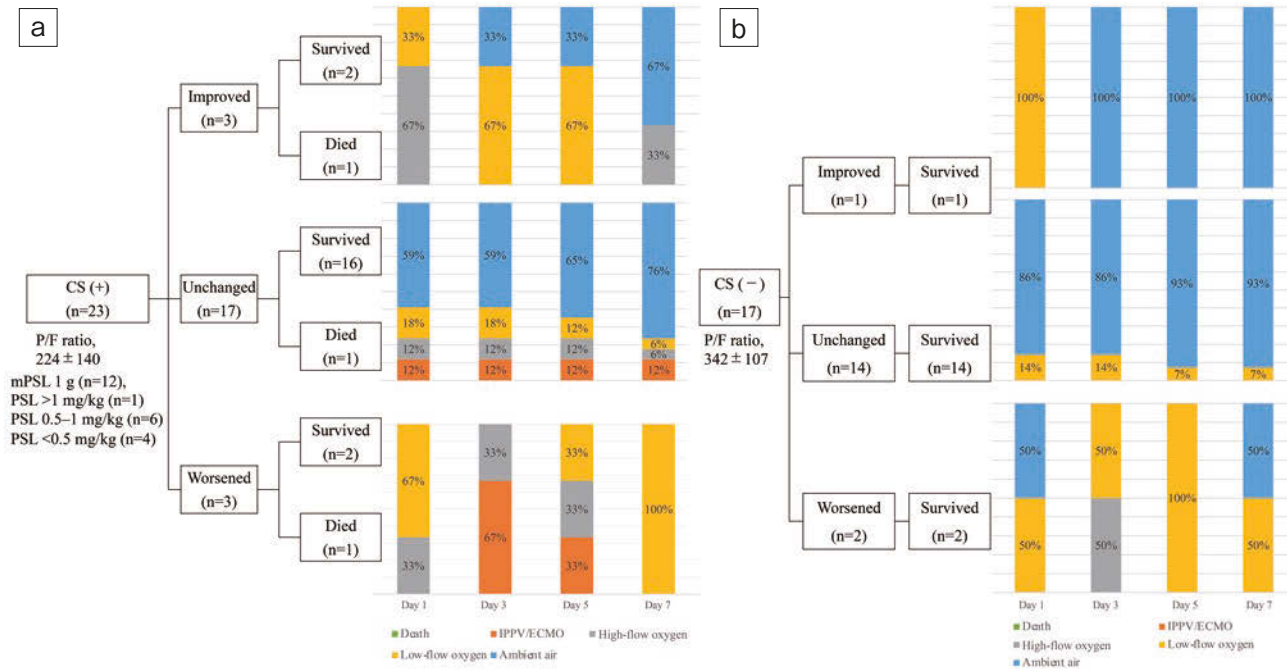 a
Improved
(n=3)
Survived
(n=2)
Died
(n=1)
33%
67%
33%
67%
33%
67%
67%
33%
CS (+)
(n=23)
P/F ratio,
224 ± 140
mPSL 1 g (n=12),
PSL >1 mg/kg (n=1)
PSL 0.5–1 mg/kg (n=6)
PSL <0.5 mg/kg (n=4)
Unchanged
(n=17)
Survived
(n=16)
Died
(n=1)
59%
18%
12%
12%
59%
18%
12%
12%
65%
12%
12%
12%
76%
6%
6%
12%
Worsened
(n=3)
Survived
(n=2)
Died
(n=1)
67%
33%
33%
67%
33%
33%
33%
100%
Day 1 Day 3 Day 5 Day 7
Death IPPV/ECMO High-flow oxygen
Low-flow oxygen Ambient air
b
Improved
(n=1)
Survived
(n=1)
100% 100% 100% 100%
CS (−)
(n=17)
P/F ratio,
342 ± 107
Unchanged
(n=14)
Survived
(n=14)
86%
14%
86%
14%
93%
7%
93%
7%
Worsened
(n=2)
Survived
(n=2)
50%
50%
50%
50%
100%
50%
50%
Day 1 Day 3 Day 5 Day 7
Death IPPV/ECMO
High-flow oxygen Low-flow oxygen
Ambient air